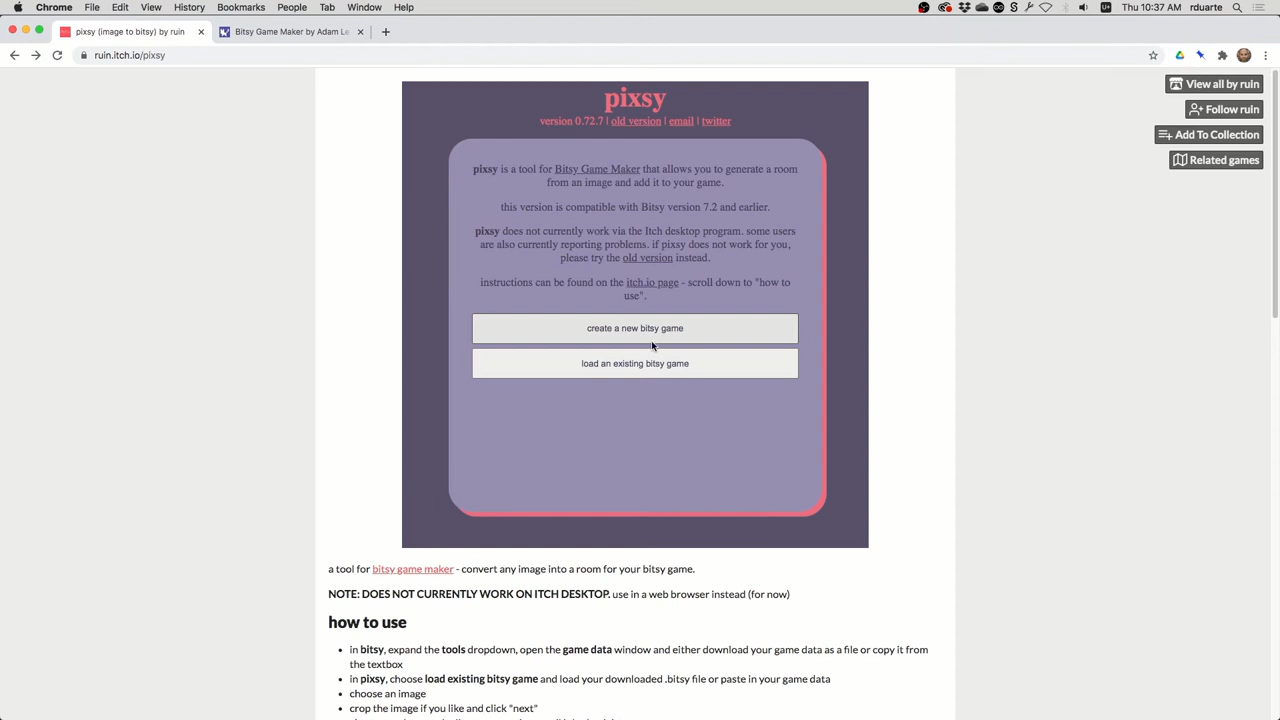 Chrome File Edit View History Bookmarks People Tab Window Help Thu 10:37 AM rduarte
pixsy (image to bitsy) by ruin Bitsy Game Maker by Adam Le
ruin.itch.io/pixsy
View all by ruin
Follow ruin
Add To Collection
Related games
pixsy
version 0.72.7 | old version | email | twitter
pixsy is a tool for Bitsy Game Maker that allows you to generate a room
from an image and add it to your game.
this version is compatible with Bitsy version 7.2 and earlier.
pixsy does not currently work via the Itch desktop program. some users
are also currently reporting problems. if pixsy does not work for you,
please try the old version instead.
instructions can be found on the itch.io page - scroll down to "how to
use".
create a new bitsy game
load an existing bitsy game
a tool for bitsy game maker - convert any image into a room for your bitsy game.
NOTE: DOES NOT CURRENTLY WORK ON ITCH DESKTOP. use in a web browser instead (for now)
how to use
• in bitsy, expand the tools dropdown, open the game data window and either download your game data as a file or copy it from
the textbox
• in pixsy, choose load existing bitsy game and load your downloaded .bitsy file or paste in your game data
• choose an image
• crop the image if you like and click "next"